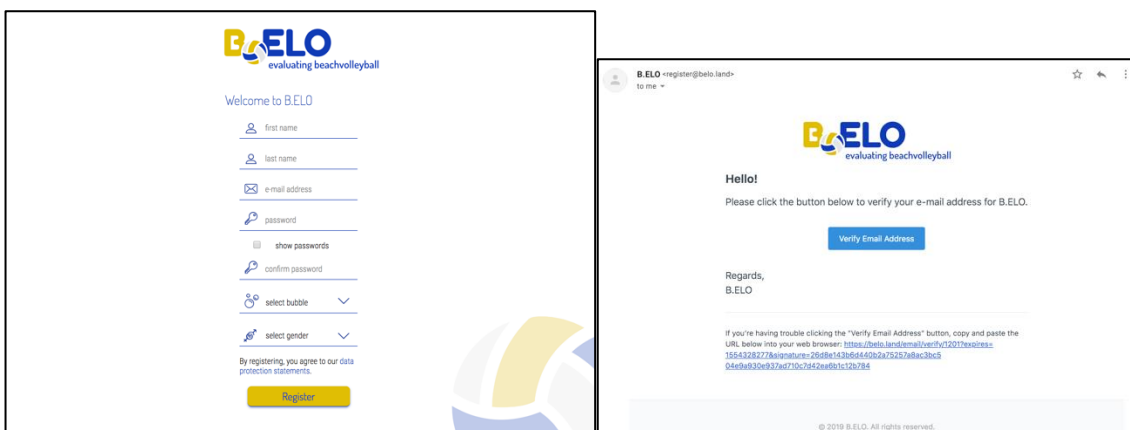 B.ELO
evaluating beachvolleyball
Welcome to B.ELO
first name
last name
e-mail address
password
show passwords
confirm password
select bubble
select gender
By registering, you agree to our data
protection statements.
Register
B.ELO <register@belo.land>
to me
B.ELO
evaluating beachvolleyball
Hello!
Please click the button below to verify your e-mail address for B.ELO.
Verify Email Address
Regards,
B.ELO
If you're having trouble clicking the "Verify Email Address" button, copy and paste the
URL below into your web browser: https://belo.land/email/verify/1201?expires=
1554328277&signature=26d8e143b6d440b2a75257a8ac3bc5
04e9a930e937ad710c7d42ea6b1c12b784
© 2019 B.ELO. All rights reserved.